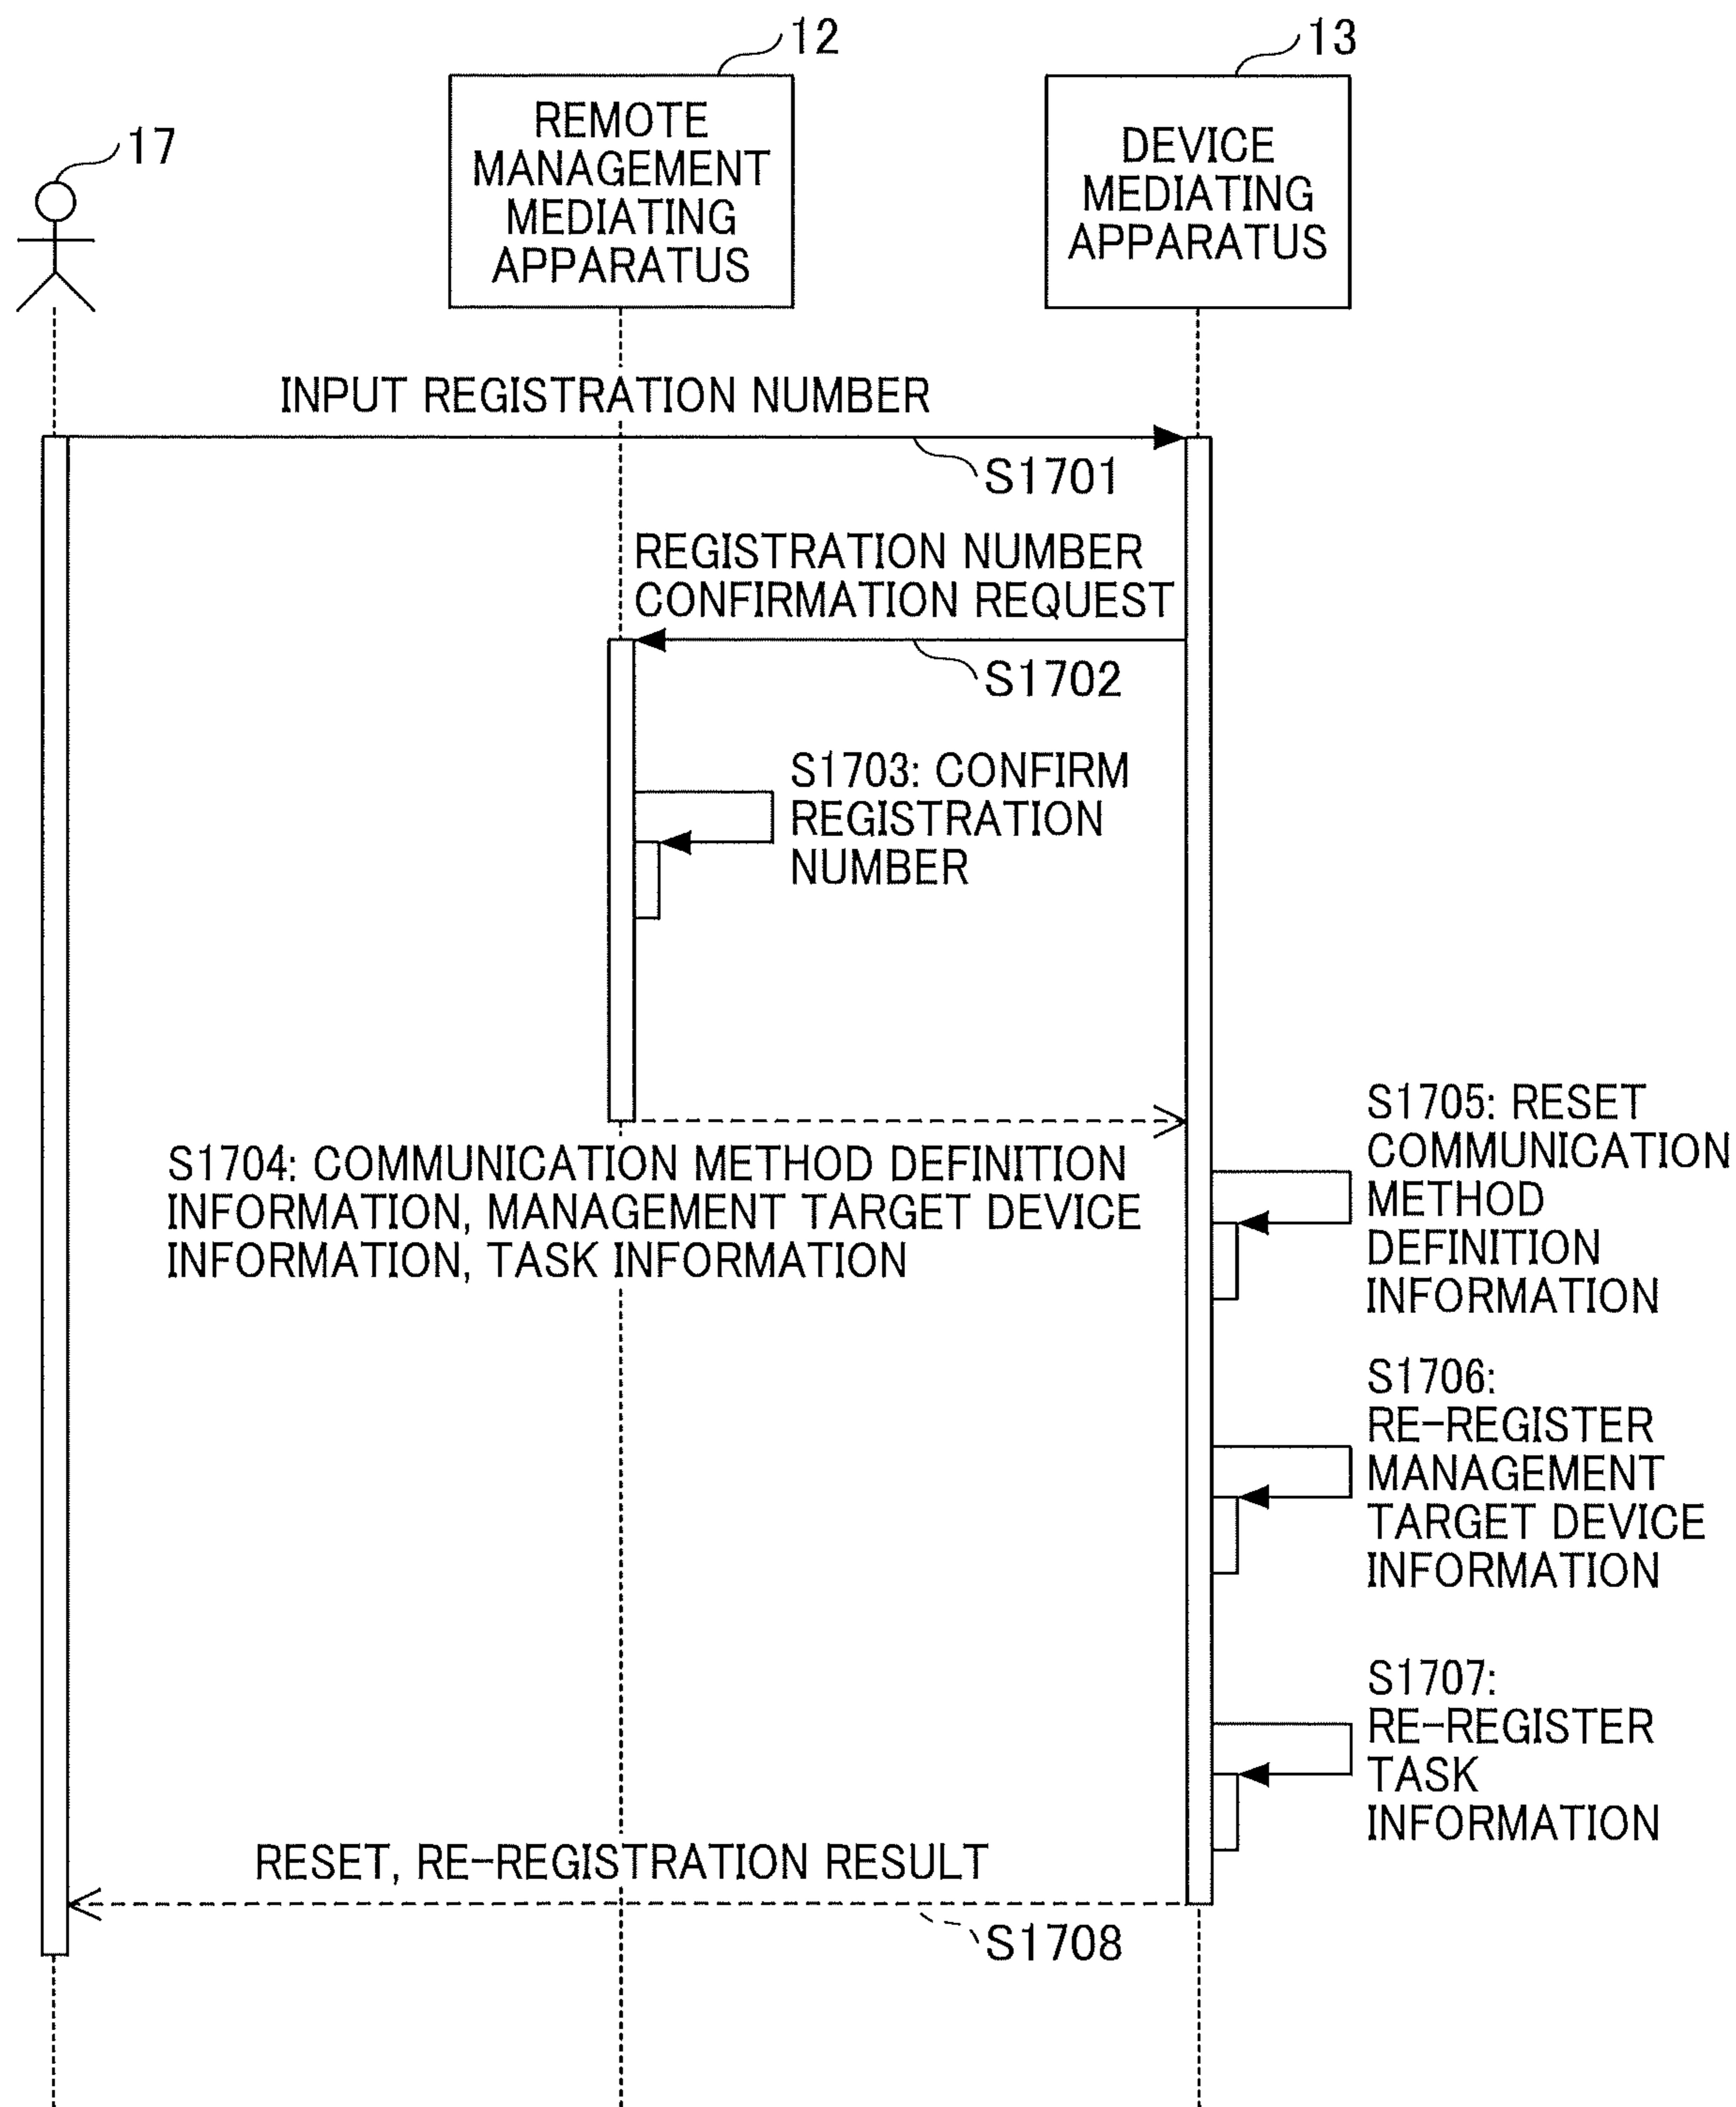 12
13
17
REMOTE
MANAGEMENT
MEDIATING
APPARATUS
DEVICE
MEDIATING
APPARATUS
INPUT REGISTRATION NUMBER
S1701
REGISTRATION NUMBER
CONFIRMATION REQUEST
S1702
S1703: CONFIRM
REGISTRATION
NUMBER
S1704: COMMUNICATION METHOD DEFINITION
INFORMATION, MANAGEMENT TARGET DEVICE
INFORMATION, TASK INFORMATION
S1705: RESET
COMMUNICATION
METHOD
DEFINITION
INFORMATION
S1706:
RE-REGISTER
MANAGEMENT
TARGET DEVICE
INFORMATION
S1707:
RE-REGISTER
TASK
INFORMATION
RESET, RE-REGISTRATION RESULT
S1708